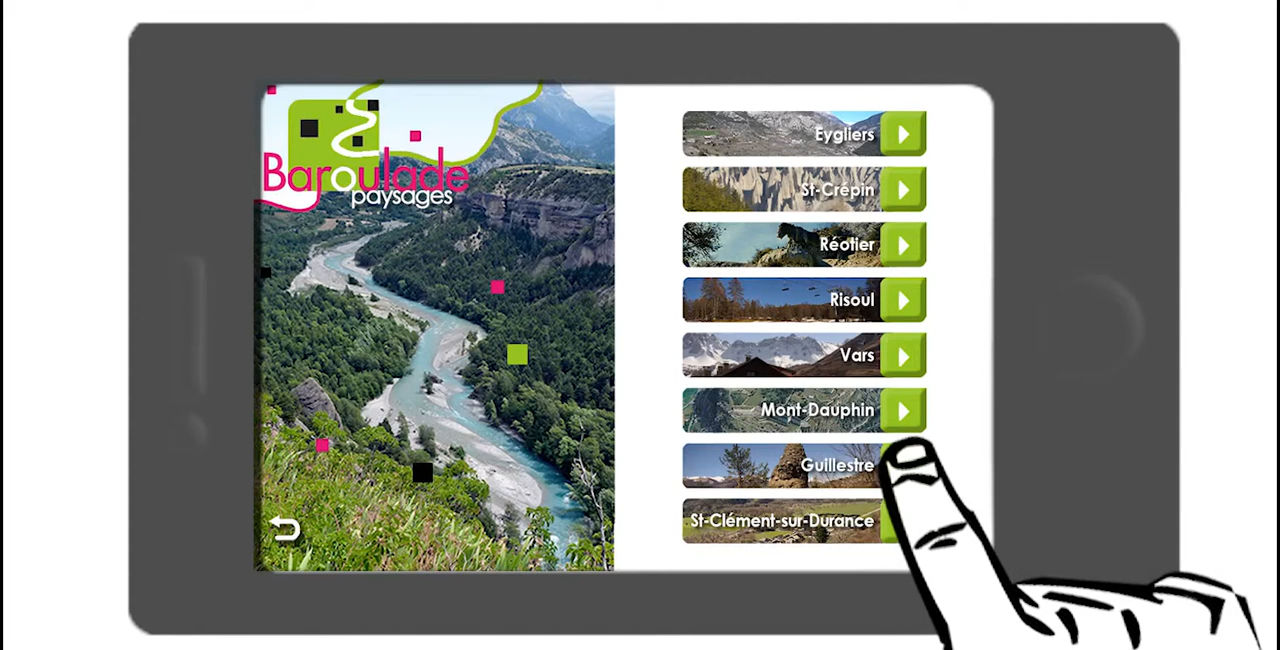 Baroulade
paysages
Eygliers
St-Crépin
Réotier
Risoul
Vars
Mont-Dauphin
Guillestre
St-Clément-sur-Durance